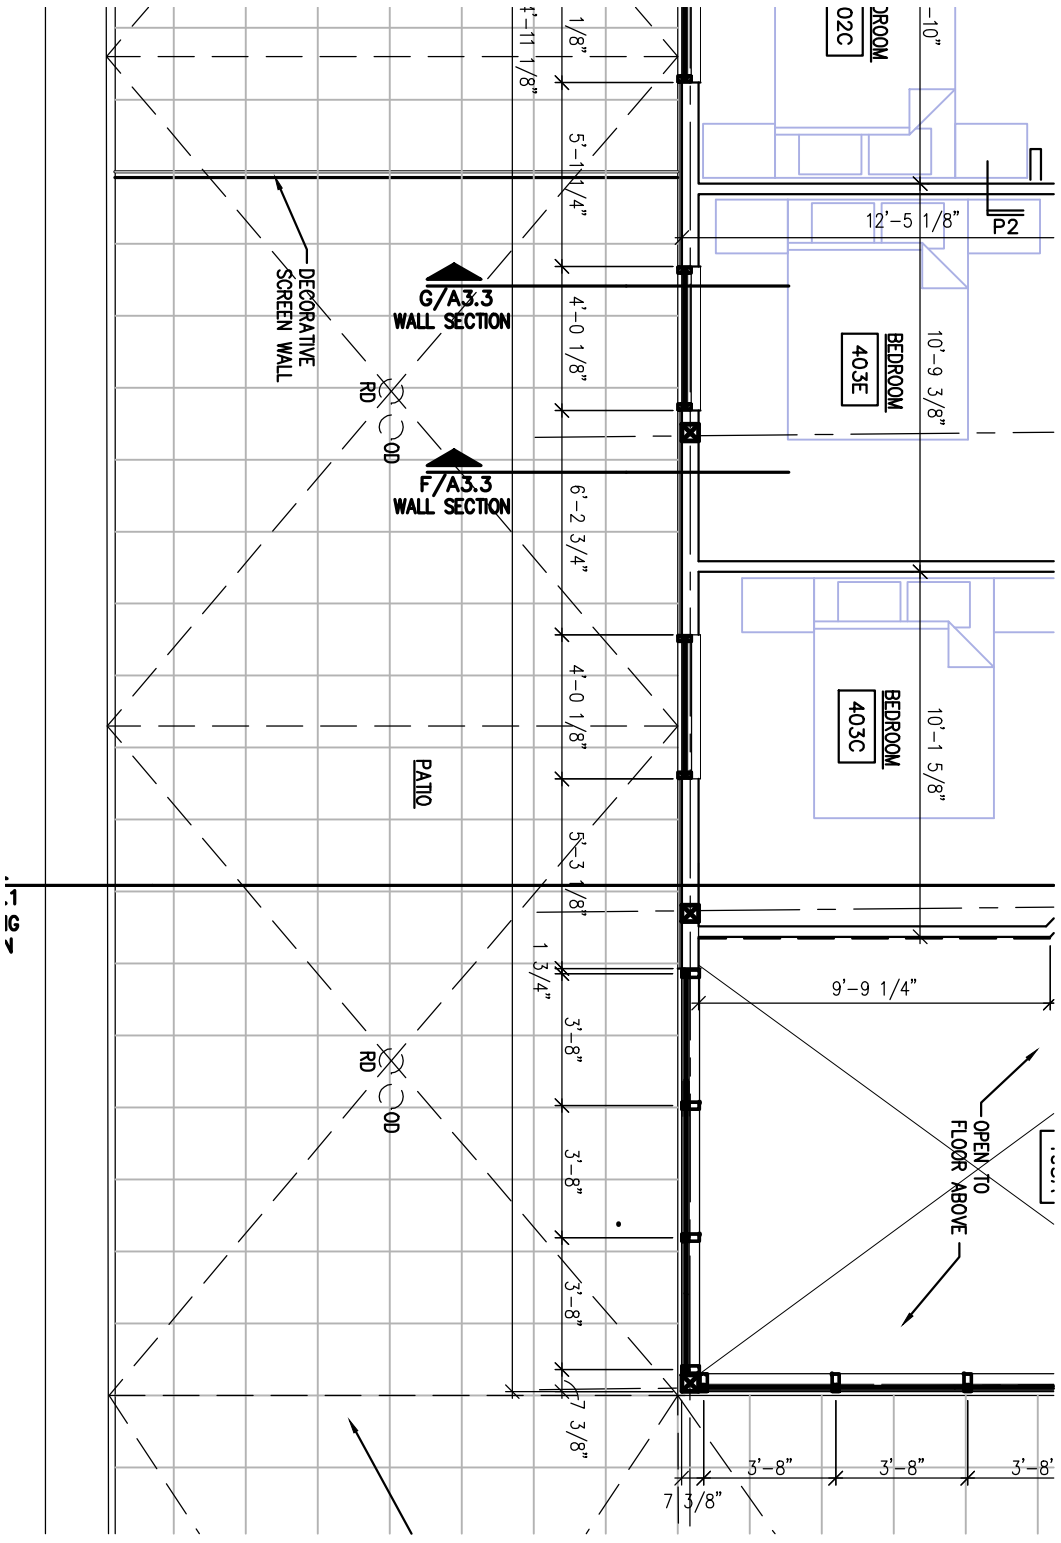 1/8"
4'-11 1/8"
02C
-10"
5'-1 1/4"
12'-5 1/8"
P2
DECORATIVE
SCREEN WALL
G/A3.3
WALL SECTION
4'-0 1/8"
BEDROOM
403E
10'-9 3/8"
RD
OD
F/A3.3
WALL SECTION
6'-2 3/4"
4'-0 1/8"
BEDROOM
403C
10'-1 5/8"
PATIO
5'-3 1/8"
.1
1 3/4"
9'-9 1/4"
3'-8"
RD
OD
OPEN TO
FLOOR ABOVE
3'-8"
3'-8"
7 3/8"
3'-8"
3'-8"
3'-8'
7 3/8"